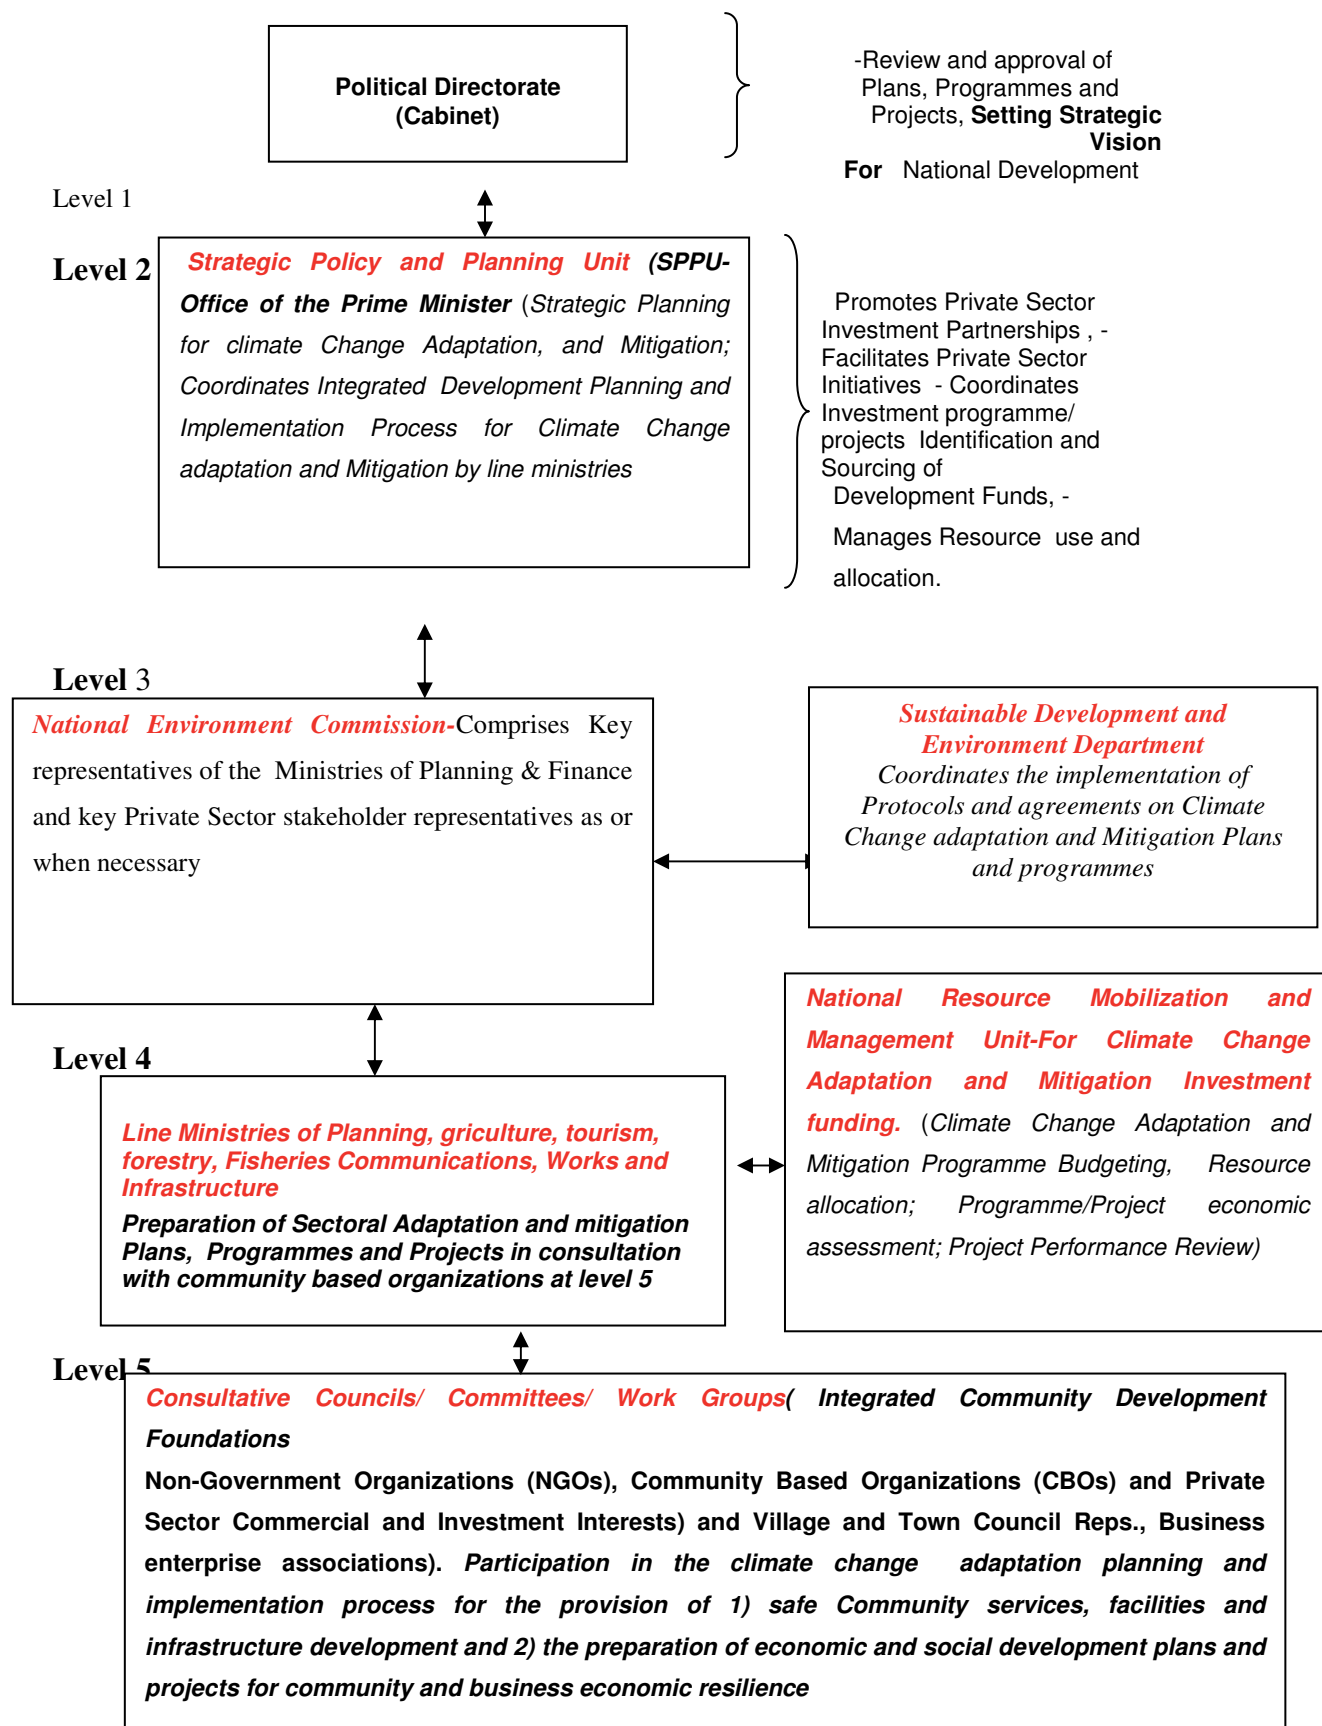 Political Directorate
(Cabinet)
-Review and approval of
Plans, Programmes and
Projects, Setting Strategic
Vision
For National Development
Level 1
Level 2
Strategic Policy and Planning Unit (SPPU-
Office of the Prime Minister (Strategic Planning
for climate Change Adaptation, and Mitigation;
Coordinates Integrated Development Planning and
Implementation Process for Climate Change
adaptation and Mitigation by line ministries
Promotes Private Sector
Investment Partnerships , -
Facilitates Private Sector
Initiatives - Coordinates
Investment programme/
projects Identification and
Sourcing of
Development Funds, -
Manages Resource use and
allocation.
Level 3
National Environment Commission-Comprises Key
representatives of the Ministries of Planning & Finance
and key Private Sector stakeholder representatives as or
when necessary
Sustainable Development and
Environment Department
Coordinates the implementation of
Protocols and agreements on Climate
Change adaptation and Mitigation Plans
and programmes
Level 4
Line Ministries of Planning, griculture, tourism,
forestry, Fisheries Communications, Works and
Infrastructure
Preparation of Sectoral Adaptation and mitigation
Plans, Programmes and Projects in consultation
with community based organizations at level 5
National Resource Mobilization and
Management Unit-For Climate Change
Adaptation and Mitigation Investment
funding. (Climate Change Adaptation and
Mitigation Programme Budgeting, Resource
allocation; Programme/Project economic
assessment; Project Performance Review)
Level 5
Consultative Councils/ Committees/ Work Groups( Integrated Community Development
Foundations
Non-Government Organizations (NGOs), Community Based Organizations (CBOs) and Private
Sector Commercial and Investment Interests) and Village and Town Council Reps., Business
enterprise associations). Participation in the climate change adaptation planning and
implementation process for the provision of 1) safe Community services, facilities and
infrastructure development and 2) the preparation of economic and social development plans and
projects for community and business economic resilience